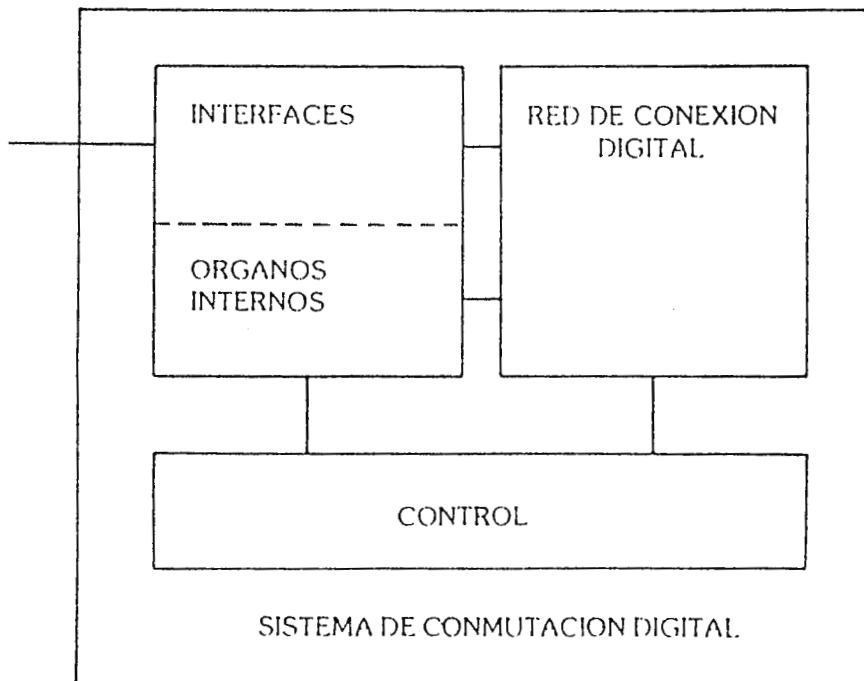 INTERFACES
RED DE CONEXION
DIGITAL
ORGANOS
INTERNOS
CONTROL
SISTEMA DE CONMUTACION DIGITAL